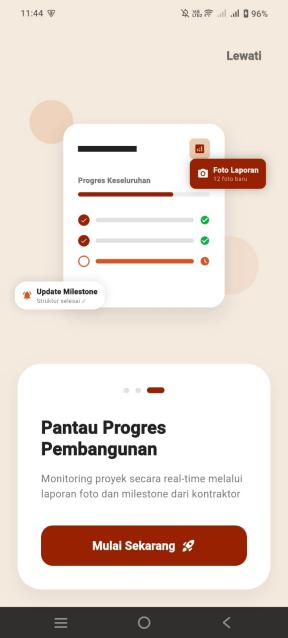 11:44
96%
Lewati
Progres Keseluruhan
Foto Laporan
12 foto baru
Update Milestone
Struktur selesai ✓
Pantau Progres
Pembangunan
Monitoring proyek secara real-time melalui
laporan foto dan milestone dari kontraktor
Mulai Sekarang 🚀